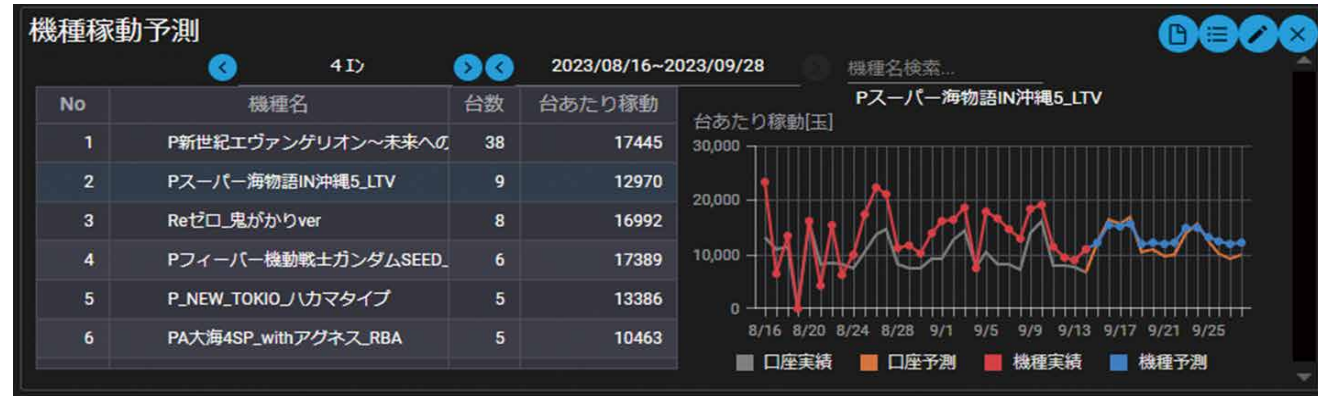 機種稼動予測
4 ｴﾝ
2023/08/16~2023/09/28
機種名検索...
No 機種名 台数 台あたり稼動
1 P新世紀エヴァンゲリオン～未来への 38 17445
2 Pスーパー海物語IN沖縄5_LTV 9 12970
3 Reゼロ_鬼がかりver 8 16992
4 Pフィーバー機動戦士ガンダムSEED_ 6 17389
5 P_NEW_TOKIO_ハカマタイプ 5 13386
6 PA大海4SP_withアグネス_RBA 5 10463
Pスーパー海物語IN沖縄5_LTV
台あたり稼動[玉]
30,000
20,000
10,000
0
8/16 8/20 8/24 8/28 9/1 9/5 9/9 9/13 9/17 9/21 9/25
口座実績 口座予測 機種実績 機種予測